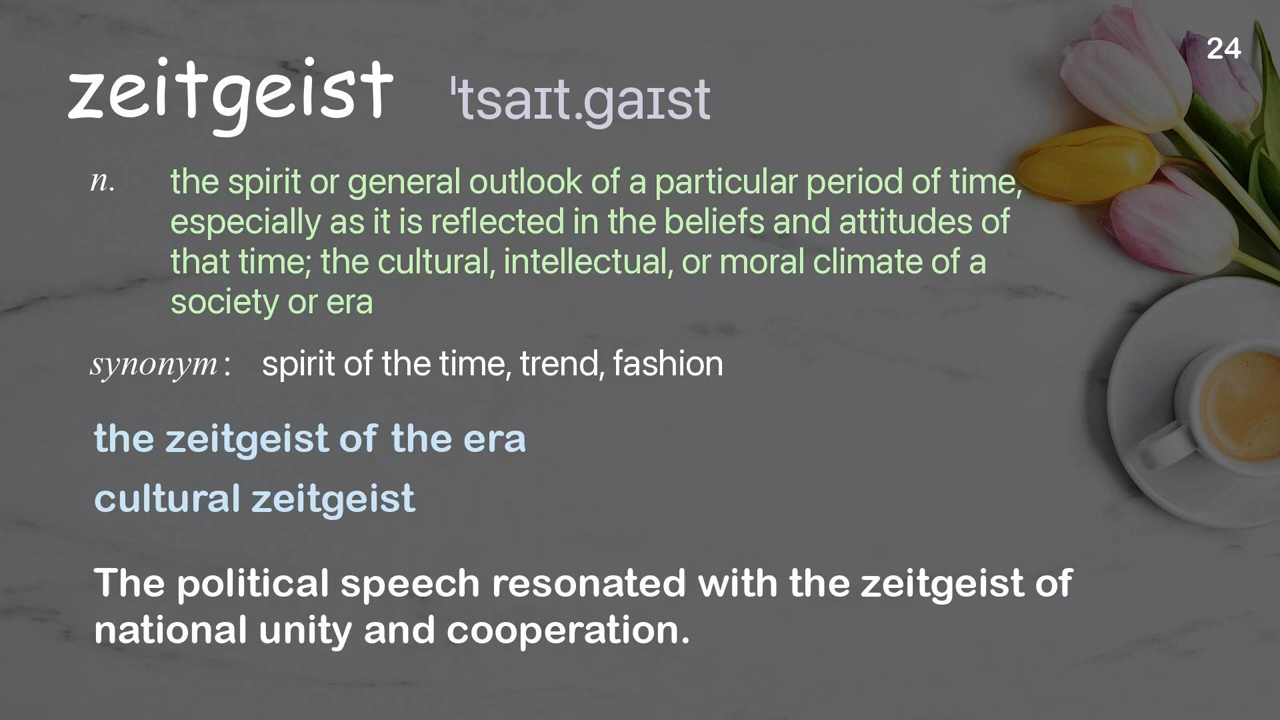 24
zeitgeist ˈtsaɪt.ɡaɪst
n. the spirit or general outlook of a particular period of time,
especially as it is reflected in the beliefs and attitudes of
that time; the cultural, intellectual, or moral climate of a
society or era
synonym: spirit of the time, trend, fashion
the zeitgeist of the era
cultural zeitgeist
The political speech resonated with the zeitgeist of
national unity and cooperation.